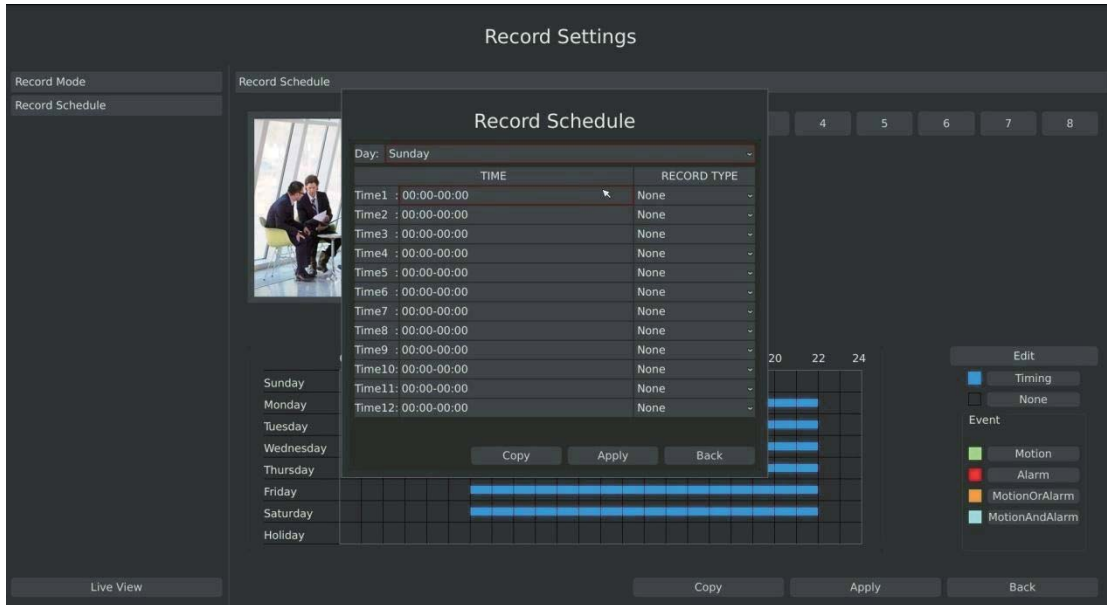 Record Settings
Record Mode
Record Schedule
Record Schedule
4 5 6 7 8
Record Schedule
Day: Sunday
TIME RECORD TYPE
Time1 : 00:00-00:00 None
Time2 : 00:00-00:00 None
Time3 : 00:00-00:00 None
Time4 : 00:00-00:00 None
Time5 : 00:00-00:00 None
Time6 : 00:00-00:00 None
Time7 : 00:00-00:00 None
Time8 : 00:00-00:00 None
Time9 : 00:00-00:00 None
Time10: 00:00-00:00 None
Time11: 00:00-00:00 None
Time12: 00:00-00:00 None
Copy Apply Back
20 22 24
Sunday
Monday
Tuesday
Wednesday
Thursday
Friday
Saturday
Holiday
Edit
Timing
None
Event
Motion
Alarm
MotionOrAlarm
MotionAndAlarm
Live View
Copy Apply Back